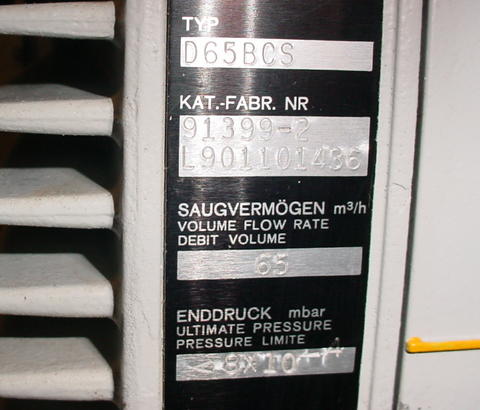 TYP
D65BCS
KAT.-FABR. NR
91399-2
L901101436
SAUGVERMÖGEN m³/h
VOLUME FLOW RATE
DEBIT VOLUME
65
ENDDRUCK mbar
ULTIMATE PRESSURE
PRESSURE LIMITE